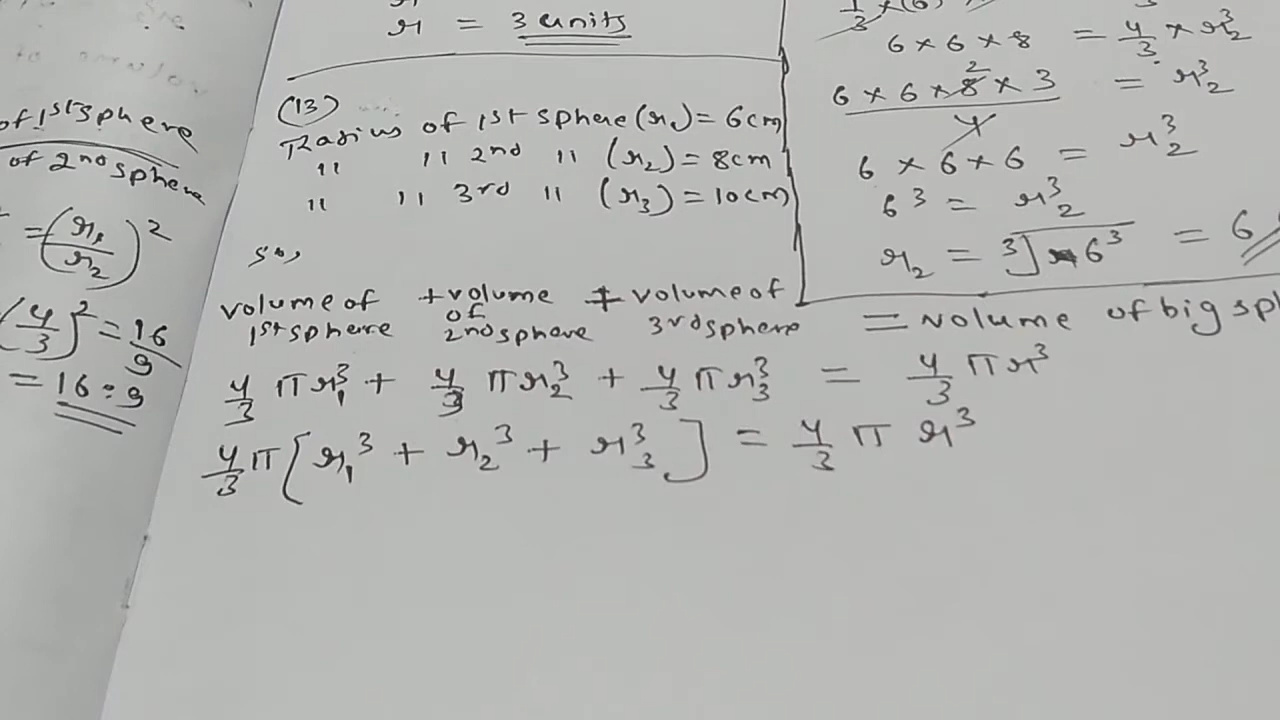 of 1st sphere
of 2nd sphere
= (r₁/r₂)²
(4/3)² = 16/9
= 16 : 9
r = 3 units
(13)
Radius of 1st sphere (r₁) = 6cm
" " 2nd " (r₂) = 8cm
" " 3rd " (r₃) = 10cm
volume of 1st sphere + volume of 2nd sphere + volume of 3rd sphere = volume of big
4/3 πr₁³ + 4/3 πr₂³ + 4/3 πr₃³ = 4/3 πr³
4/3 π [r₁³ + r₂³ + r₃³] = 4/3 π r³
6 × 6 × 8 = 4/3 × r₂³
6 × 6 × 8 × 3 / 4 = r₂³
2
6 × 6 × 6 = r₂³
6³ = r₂³
r₂ = ³√6³ = 6